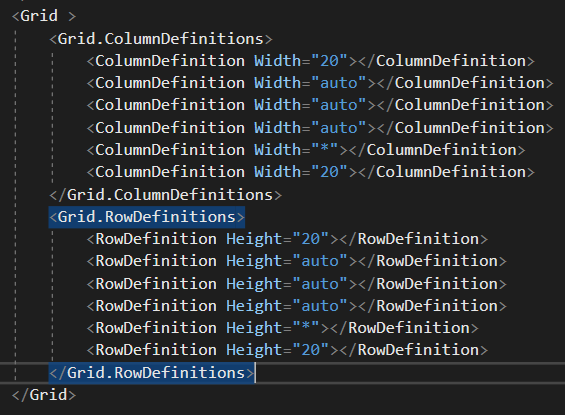 <Grid >
<Grid.ColumnDefinitions>
<ColumnDefinition Width="20"></ColumnDefinition>
<ColumnDefinition Width="auto"></ColumnDefinition>
<ColumnDefinition Width="auto"></ColumnDefinition>
<ColumnDefinition Width="auto"></ColumnDefinition>
<ColumnDefinition Width="*"></ColumnDefinition>
<ColumnDefinition Width="20"></ColumnDefinition>
</Grid.ColumnDefinitions>
<Grid.RowDefinitions>
<RowDefinition Height="20"></RowDefinition>
<RowDefinition Height="auto"></RowDefinition>
<RowDefinition Height="auto"></RowDefinition>
<RowDefinition Height="auto"></RowDefinition>
<RowDefinition Height="*"></RowDefinition>
<RowDefinition Height="20"></RowDefinition>
</Grid.RowDefinitions>
</Grid>